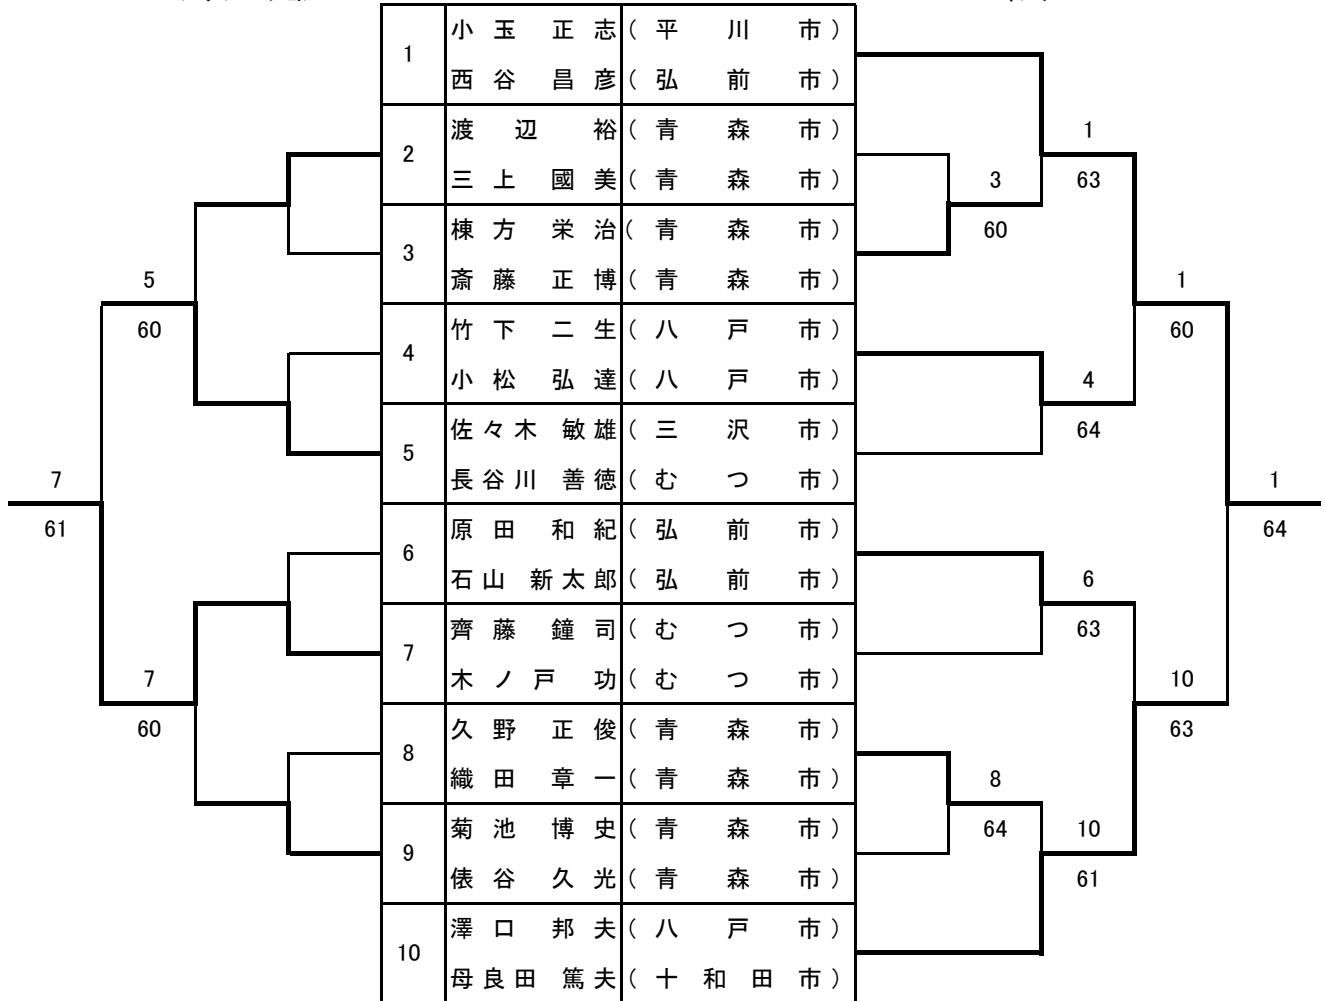 1 小玉 正志 (平川市)
西谷 昌彦 (弘前市)
2 渡辺 裕 (青森市)
三上 國美 (青森市)
3 棟方 栄治 (青森市)
斎藤 正博 (青森市)
4 竹下 二生 (八戸市)
小松 弘達 (八戸市)
5 佐々木 敏雄 (三沢市)
長谷川 善徳 (むつ市)
6 原田 和紀 (弘前市)
石山 新太郎 (弘前市)
7 齊藤 鐘司 (むつ市)
木ノ戸 功 (むつ市)
8 久野 正俊 (青森市)
織田 章一 (青森市)
9 菊池 博史 (青森市)
俵谷 久光 (青森市)
10 澤口 邦夫 (八戸市)
母良田 篤夫 (十和田市)
5
60
7
61
7
60
3
60
1
63
4
64
1
60
6
63
8
64
10
61
10
63
1
64